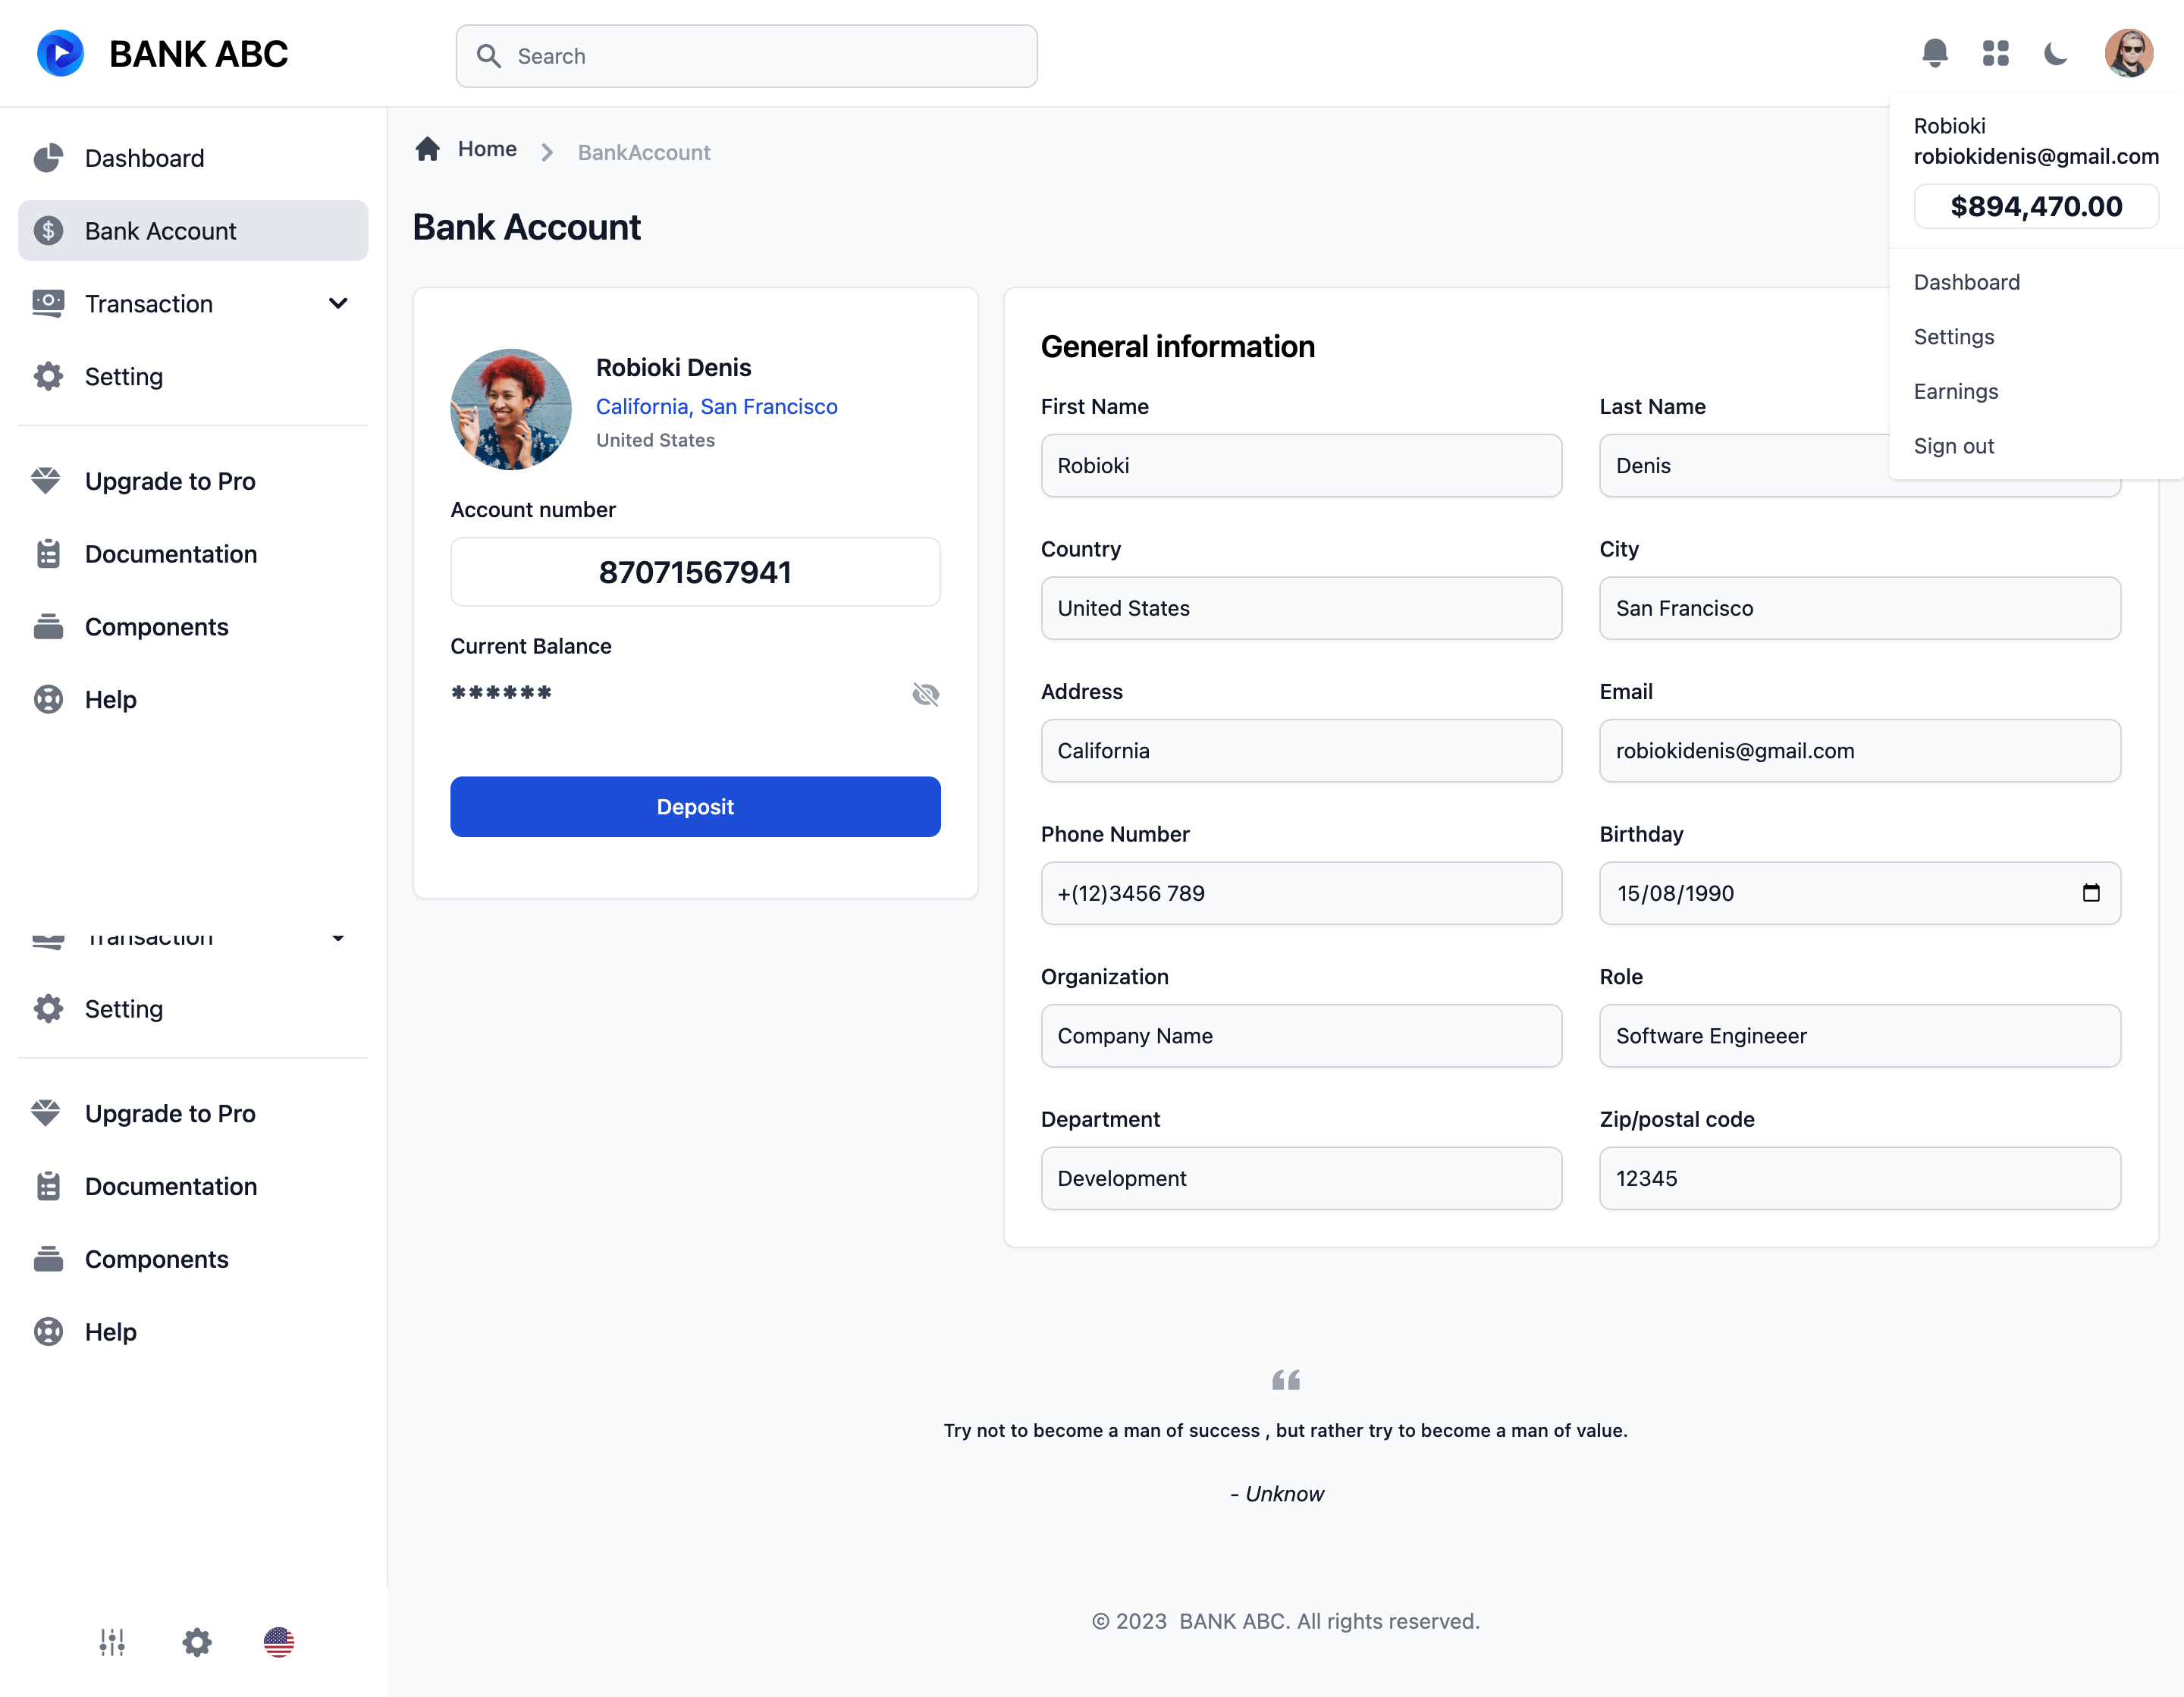 BANK ABC
Search
Robioki
robiokidenis@gmail.com
$894,470.00
Dashboard
Settings
Earnings
Sign out
Dashboard
Bank Account
Transaction
Setting
Upgrade to Pro
Documentation
Components
Help
Transaction
Setting
Upgrade to Pro
Documentation
Components
Help
Home
BankAccount
Bank Account
Robioki Denis
California, San Francisco
United States
Account number
87071567941
Current Balance
******
Deposit
General information
First Name
Robioki
Last Name
Denis
Country
United States
City
San Francisco
Address
California
Email
robiokidenis@gmail.com
Phone Number
+(12)3456 789
Birthday
15/08/1990
Organization
Company Name
Role
Software Engineeer
Department
Development
Zip/postal code
12345
Try not to become a man of success , but rather try to become a man of value.
- Unknow
© 2023 BANK ABC. All rights reserved.